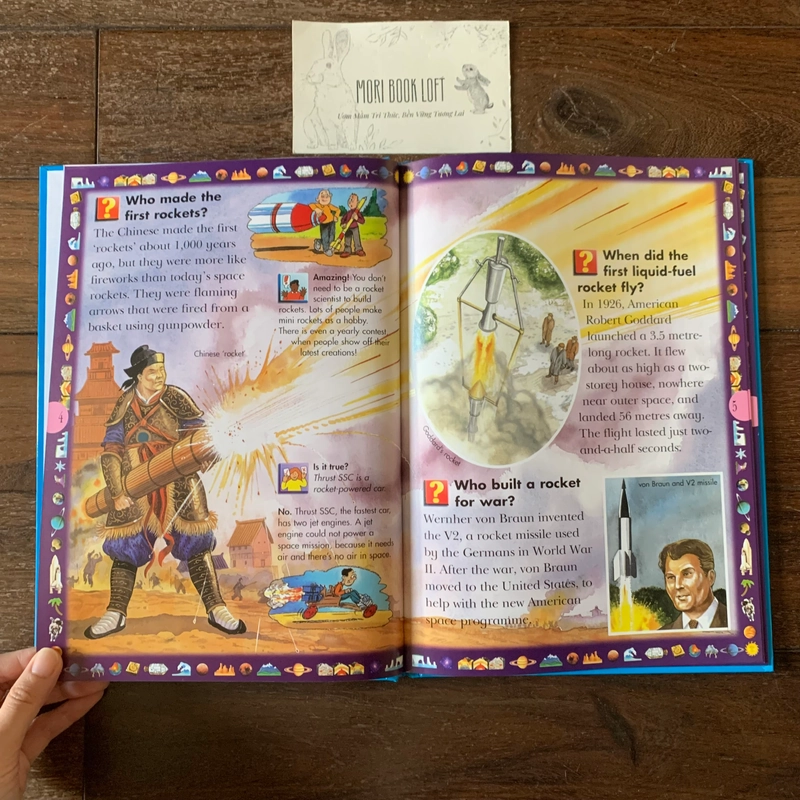 MORI BOOK LOFT
Ươm Mầm Tri Thức, Bền Vững Tương Lai
? Who made the
first rockets?
The Chinese made the first
‘rockets’ about 1,000 years
ago, but they were more like
fireworks than today’s space
rockets. They were flaming
arrows that were fired from a
basket using gunpowder.
Chinese ‘rocket’
Amazing! You don’t
need to be a rocket
scientist to build
rockets. Lots of people make
mini rockets as a hobby.
There is even a yearly contest
when people show off their
latest creations!
4
Is it true?
Thrust SSC is a
rocket-powered car.
No. Thrust SSC, the fastest car,
has two jet engines. A jet
engine could not power a
space mission, because it needs
air and there’s no air in space.
? When did the
first liquid-fuel
rocket fly?
In 1926, American
Robert Goddard
launched a 3.5 metre-
long rocket. It flew
about as high as a two-
storey house, nowhere
near outer space, and
landed 56 metres away.
The flight lasted just two-
and-a-half seconds.
Goddard’s rocket
5
? Who built a rocket
for war?
Wernher von Braun invented
the V2, a rocket missile used
by the Germans in World War
II. After the war, von Braun
moved to the United States, to
help with the new American
space programme.
von Braun and V2 missile